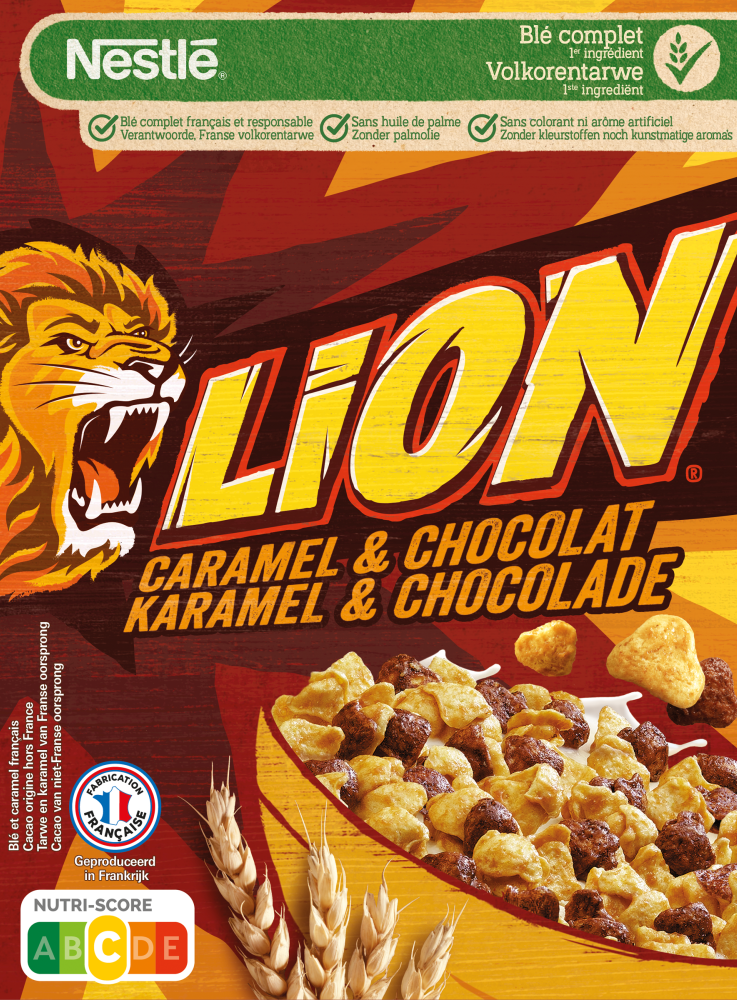 Nestlé®
Blé complet
1er ingrédient
Volkorentarwe
1ste ingrediënt
Blé complet français et responsable
Verantwoorde, Franse volkorentarwe
Sans huile de palme
Zonder palmolie
Sans colorant ni arôme artificiel
Zonder kleurstoffen noch kunstmatige aroma's
LION®
CARAMEL & CHOCOLAT
KARAMEL & CHOCOLADE
Blé et caramel français
Cacao origine hors France
Tarwe en karamel van Franse oorsprong
Cacao van niet-Franse oorsprong
FABRICATION
FRANÇAISE
Geproduceerd
in Frankrijk
NUTRI-SCORE
A B C D E